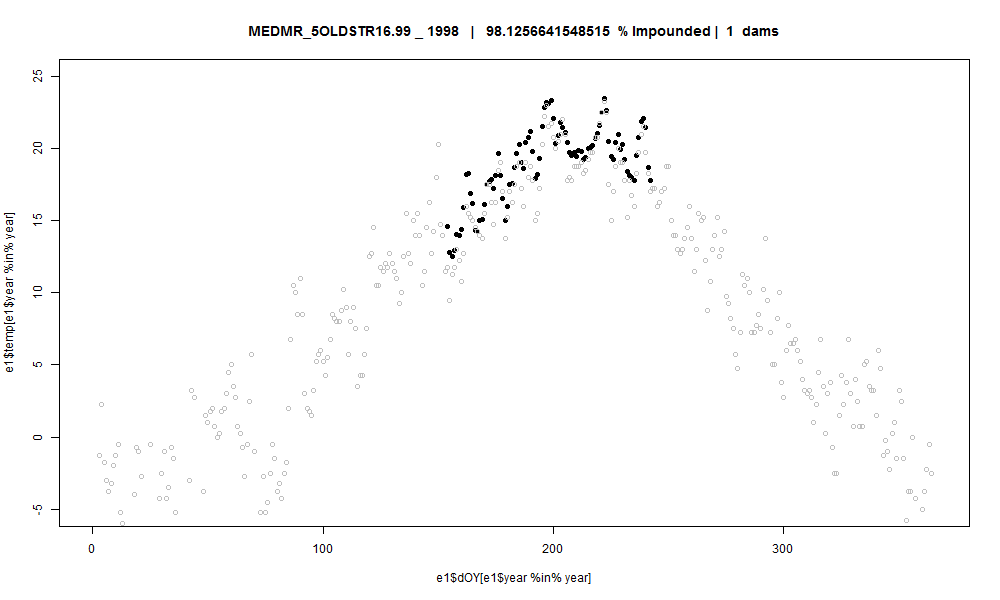 MEDMR_5OLDSTR16.99 _ 1998 | 98.1256641548515 % Impounded | 1 dams
e1$temp[e1$year %in% year]
25
20
15
10
5
0
-5
0 100 200 300
e1$dOY[e1$year %in% year]